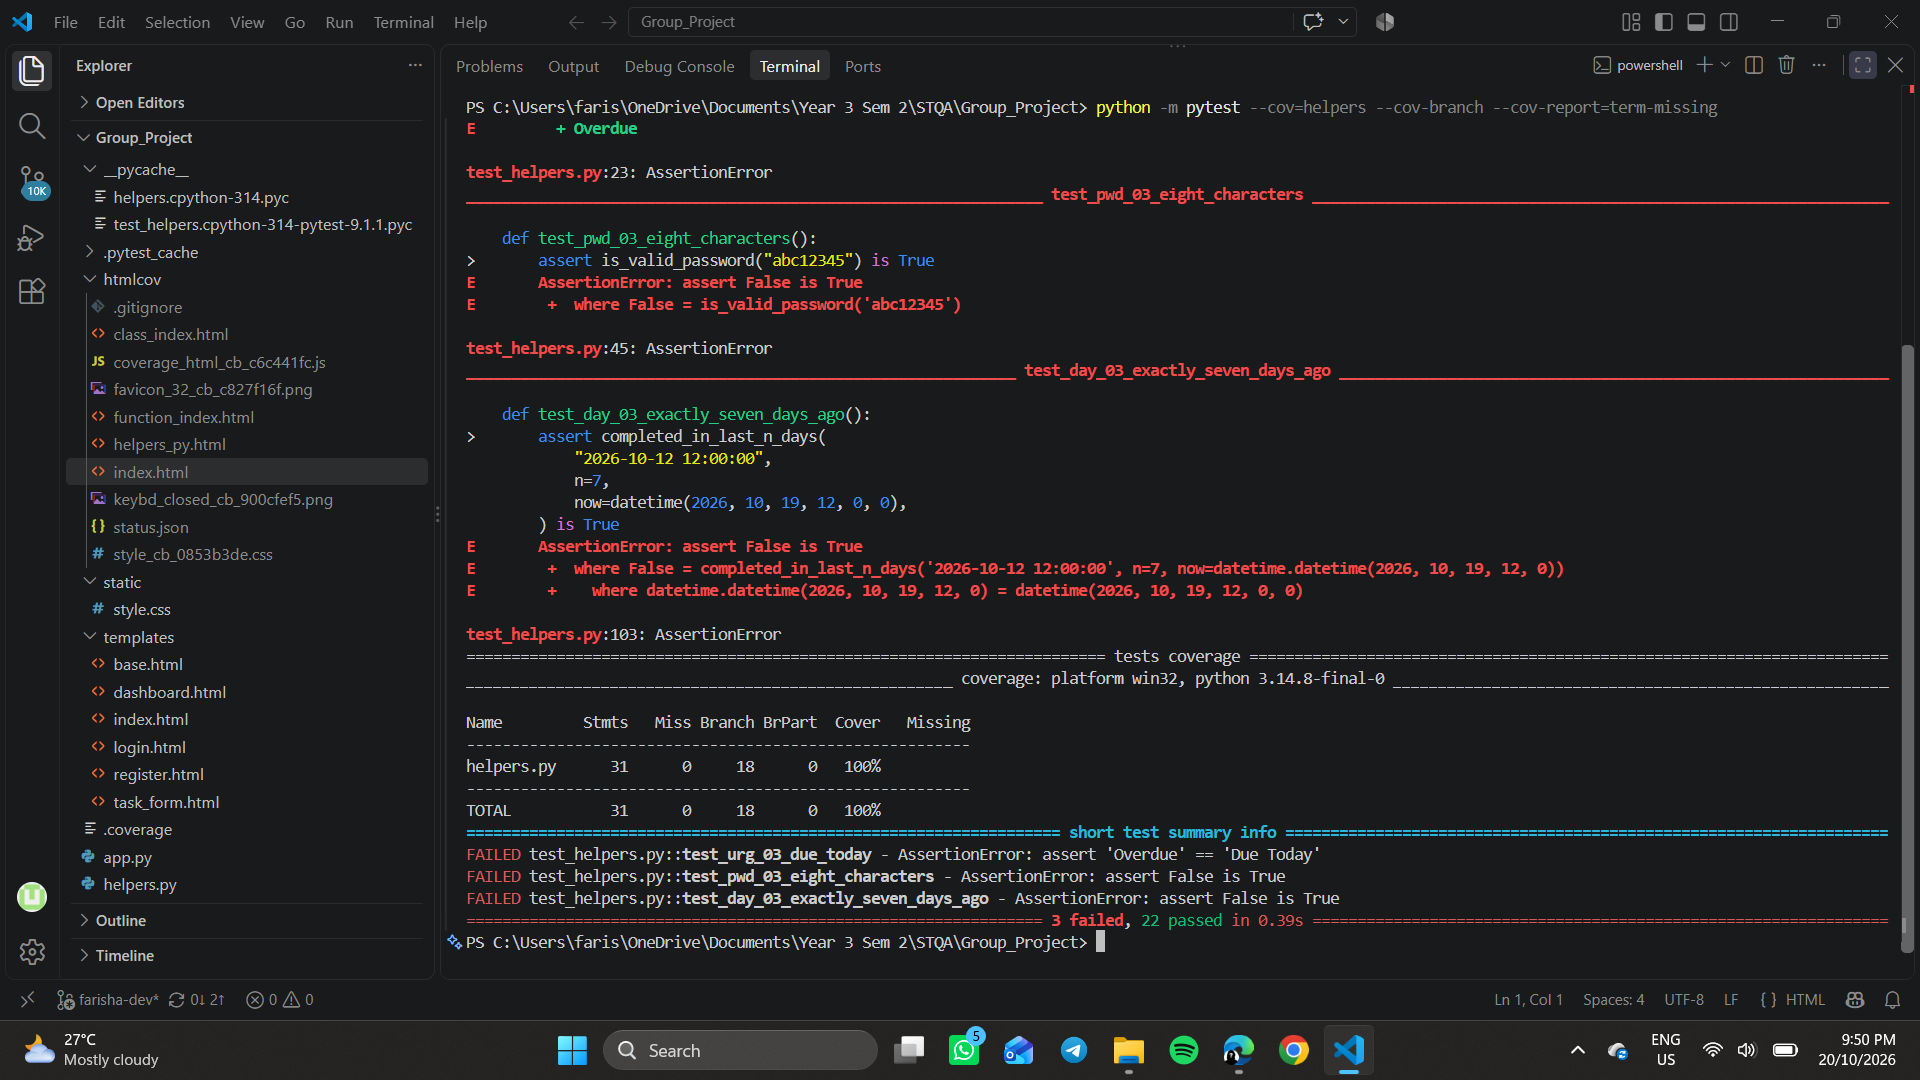 File Edit Selection View Go Run Terminal Help
Group_Project
Explorer
Open Editors
Group_Project
__pycache__
helpers.cpython-314.pyc
test_helpers.cpython-314-pytest-9.1.1.pyc
.pytest_cache
htmlcov
.gitignore
class_index.html
JS coverage_html_cb_c6c441fc.js
favicon_32_cb_c827f16f.png
function_index.html
helpers_py.html
index.html
keybd_closed_cb_900cfef5.png
{} status.json
# style_cb_0853b3de.css
static
# style.css
templates
base.html
dashboard.html
index.html
login.html
register.html
task_form.html
.coverage
app.py
helpers.py
Outline
Timeline
10K
Problems Output Debug Console Terminal Ports
powershell
PS C:\Users\faris\OneDrive\Documents\Year 3 Sem 2\STQA\Group_Project> python -m pytest --cov=helpers --cov-branch --cov-report=term-missing
E + Overdue
test_helpers.py:23: AssertionError
test_pwd_03_eight_characters
def test_pwd_03_eight_characters():
> assert is_valid_password("abc12345") is True
E AssertionError: assert False is True
E + where False = is_valid_password('abc12345')
test_helpers.py:45: AssertionError
test_day_03_exactly_seven_days_ago
def test_day_03_exactly_seven_days_ago():
> assert completed_in_last_n_days(
"2026-10-12 12:00:00",
n=7,
now=datetime(2026, 10, 19, 12, 0, 0),
) is True
E AssertionError: assert False is True
E + where False = completed_in_last_n_days('2026-10-12 12:00:00', n=7, now=datetime.datetime(2026, 10, 19, 12, 0))
E + where datetime.datetime(2026, 10, 19, 12, 0) = datetime(2026, 10, 19, 12, 0, 0)
test_helpers.py:103: AssertionError
tests coverage
coverage: platform win32, python 3.14.8-final-0
Name Stmts Miss Branch BrPart Cover Missing
--------------------------------------------------------
helpers.py 31 0 18 0 100%
--------------------------------------------------------
TOTAL 31 0 18 0 100%
short test summary info
FAILED test_helpers.py::test_urg_03_due_today - AssertionError: assert 'Overdue' == 'Due Today'
FAILED test_helpers.py::test_pwd_03_eight_characters - AssertionError: assert False is True
FAILED test_helpers.py::test_day_03_exactly_seven_days_ago - AssertionError: assert False is True
3 failed, 22 passed in 0.39s
PS C:\Users\faris\OneDrive\Documents\Year 3 Sem 2\STQA\Group_Project>
farisha-dev* 0↓ 2↑ 0 0
Ln 1, Col 1 Spaces: 4 UTF-8 LF {} HTML
27°C
Mostly cloudy
Search
5
ENG
US
9:50 PM
20/10/2026